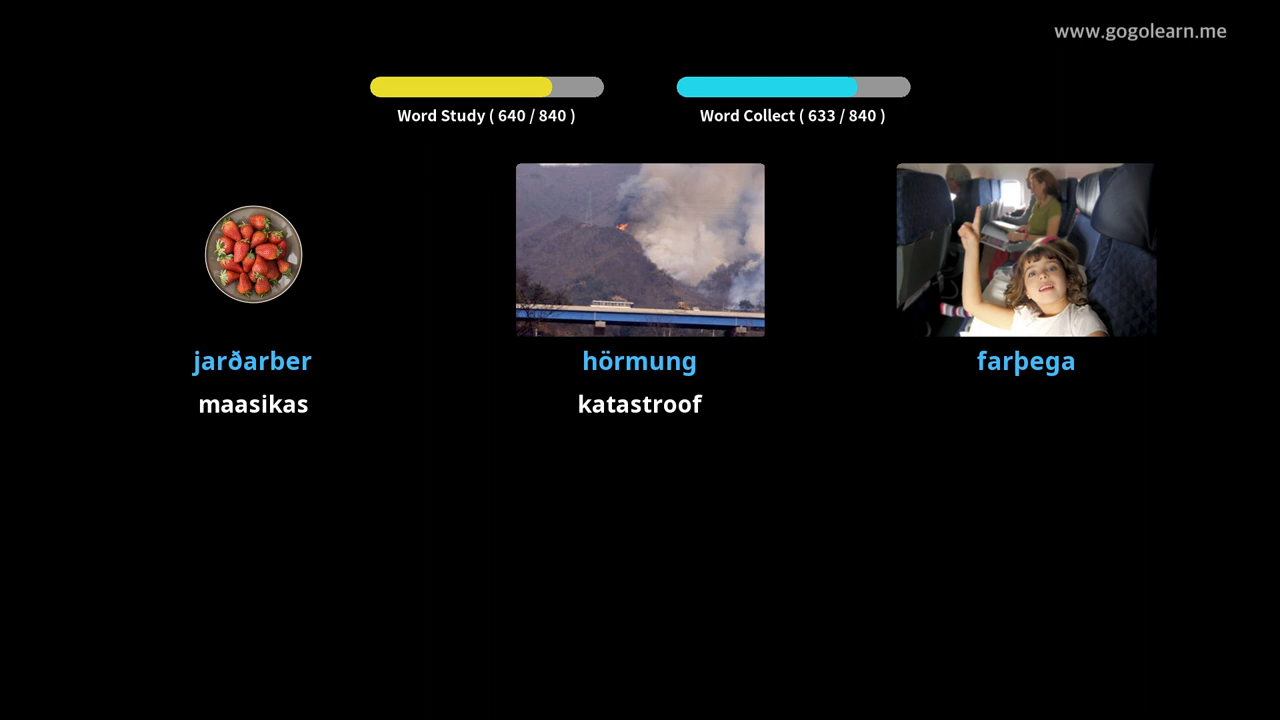 www.gogolearn.me
Word Study ( 640 / 840 )
Word Collect ( 633 / 840 )
jarðarber
hörmung
farþega
maasikas
katastroof